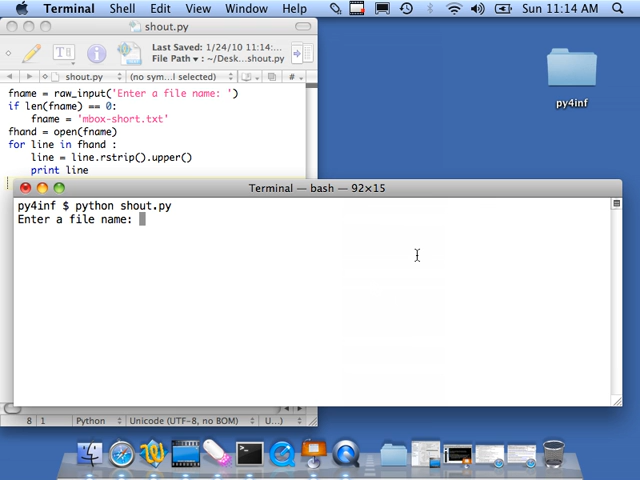 Terminal Shell Edit View Window Help Sun 11:14 AM
shout.py
Last Saved: 1/24/10 11:14:...
File Path ▾: ~/Desk...shout.py
shout.py (no sym...l selected) #
fname = raw_input('Enter a file name: ')
if len(fname) == 0:
fname = 'mbox-short.txt'
fhand = open(fname)
for line in fhand :
line = line.rstrip().upper()
print line
py4inf
Terminal — bash — 92×15
py4inf $ python shout.py
Enter a file name:
8 1 Python Unicode (UTF-8, no BOM) U...)